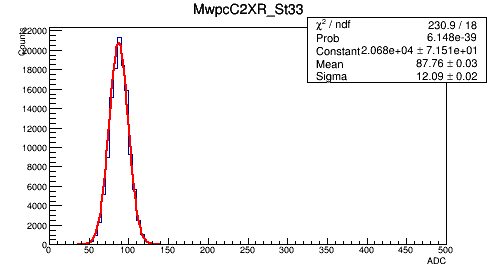 MwpcC2XR_St33
χ² / ndf 230.9 / 18
Prob 6.148e-39
Constant 2.068e+04 ± 7.151e+01
Mean 87.76 ± 0.03
Sigma 12.09 ± 0.02
Counts
22000
20000
18000
16000
14000
12000
10000
8000
6000
4000
2000
0
0 50 100 150 200 250 300 350 400 450 500
ADC